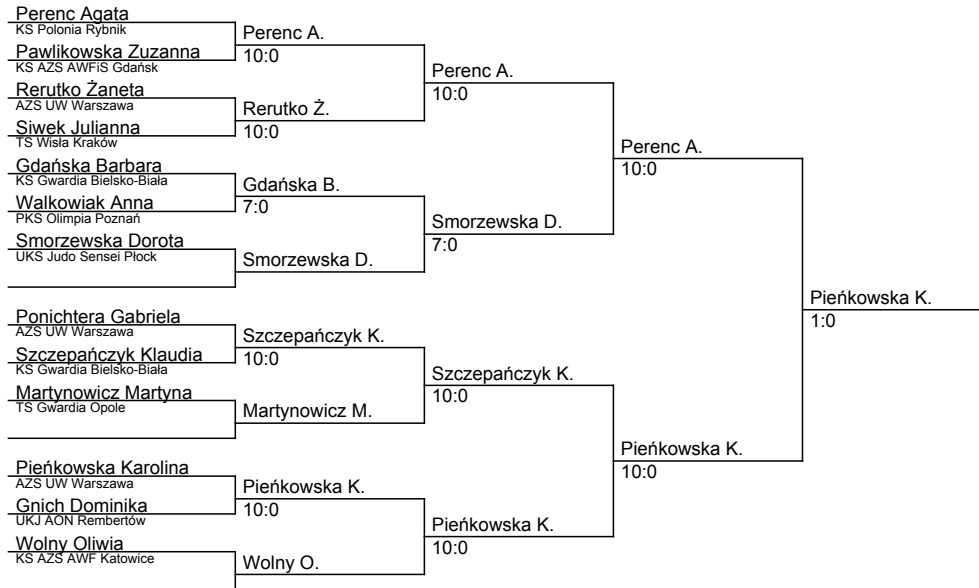 Perenc Agata
KS Polonia Rybnik
Pawlikowska Zuzanna
KS AZS AWFiS Gdańsk
Rerutko Żaneta
AZS UW Warszawa
Siwek Julianna
TS Wisła Kraków
Gdańska Barbara
KS Gwardia Bielsko-Biała
Walkowiak Anna
PKS Olimpia Poznań
Smorzewska Dorota
UKS Judo Sensei Płock
Ponichtera Gabriela
AZS UW Warszawa
Szczepańczyk Klaudia
KS Gwardia Bielsko-Biała
Martynowicz Martyna
TS Gwardia Opole
Pieńkowska Karolina
AZS UW Warszawa
Gnich Dominika
UKJ AON Rembertów
Wolny Oliwia
KS AZS AWF Katowice
Perenc A.
10:0
Rerutko Ż.
10:0
Gdańska B.
7:0
Smorzewska D.
Szczepańczyk K.
10:0
Martynowicz M.
Pieńkowska K.
10:0
Wolny O.
Perenc A.
10:0
Smorzewska D.
7:0
Szczepańczyk K.
10:0
Pieńkowska K.
10:0
Perenc A.
10:0
Pieńkowska K.
10:0
Pieńkowska K.
1:0